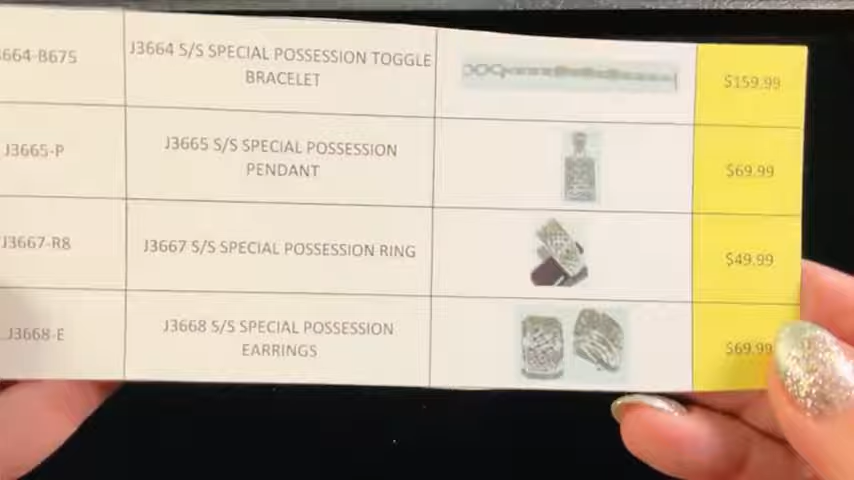 664-B675
J3664 S/S SPECIAL POSSESSION TOGGLE
BRACELET
$159.99
J3665-P
J3665 S/S SPECIAL POSSESSION
PENDANT
$69.99
J3667-R8
J3667 S/S SPECIAL POSSESSION RING
$49.99
J3668-E
J3668 S/S SPECIAL POSSESSION
EARRINGS
$69.99